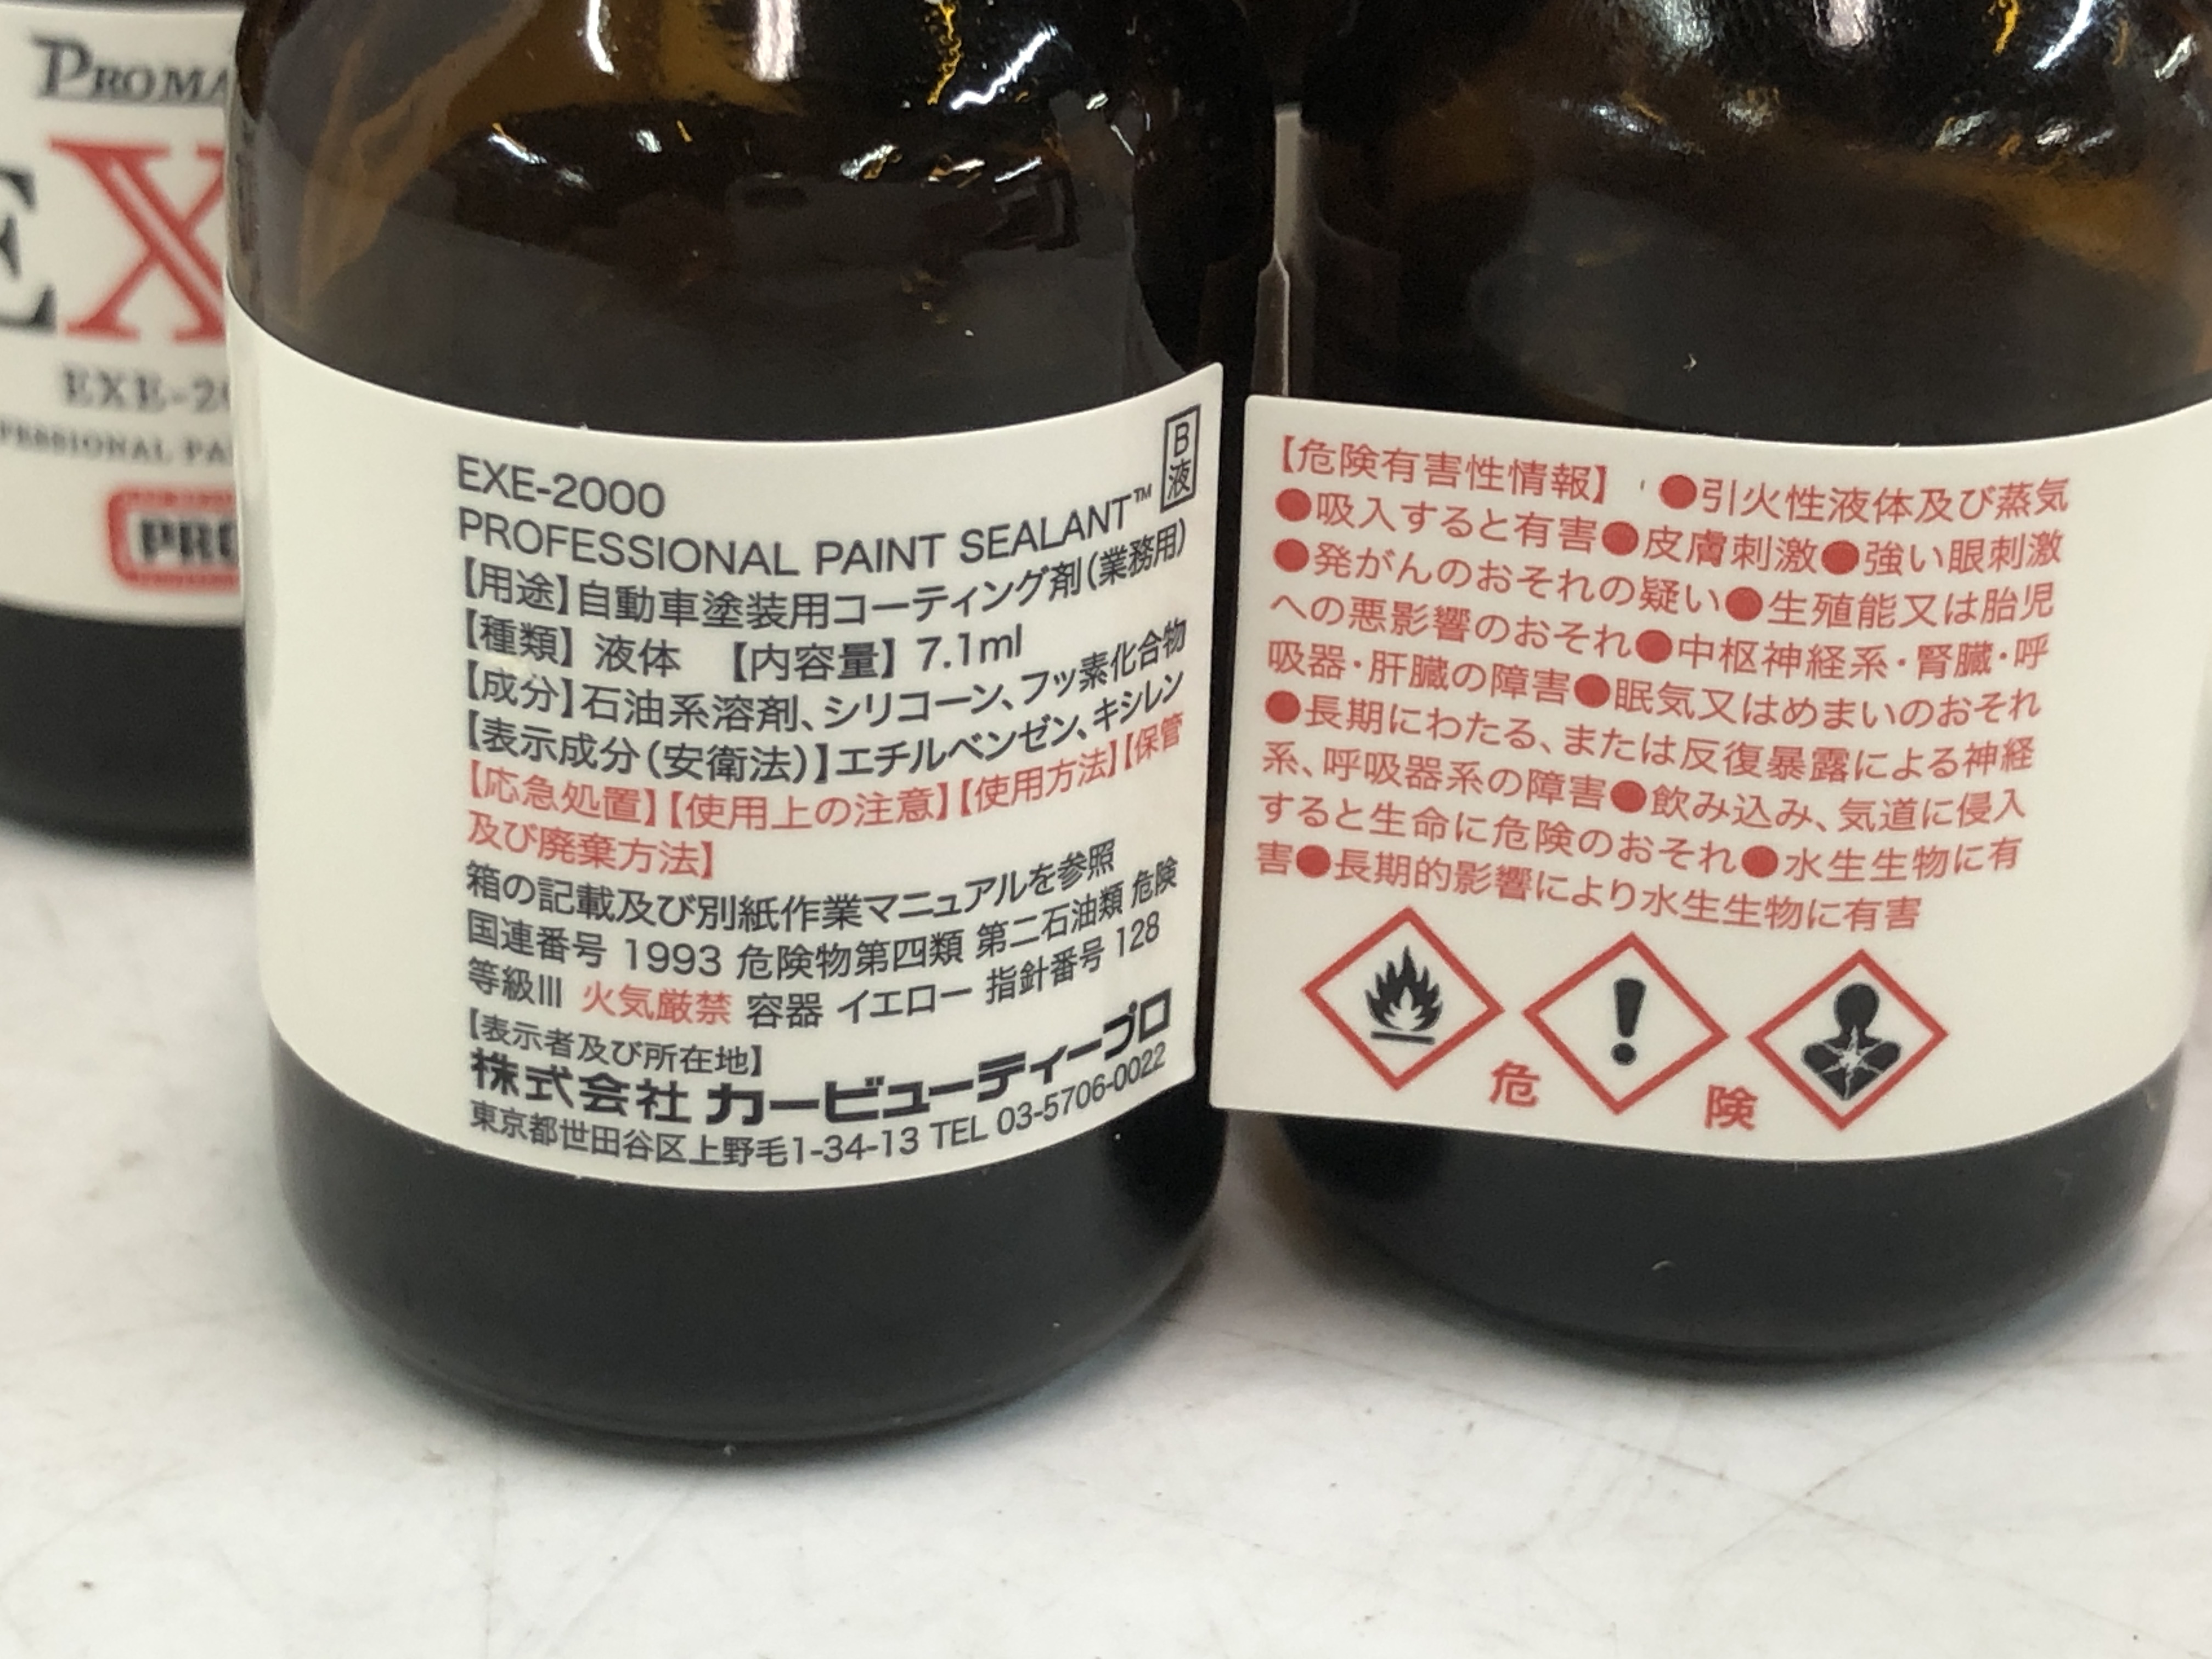 PROMA
EX
EXE-20
FESSIONAL PA
PRO
B液
EXE-2000
PROFESSIONAL PAINT SEALANT™
【用途】自動車塗装用コーティング剤(業務用)
【種類】 液体 【内容量】 7.1ml
【成分】石油系溶剤、シリコーン、フッ素化合物
【表示成分(安衛法)】エチルベンゼン、キシレン
【応急処置】【使用上の注意】【使用方法】【保管
及び廃棄方法】
箱の記載及び別紙作業マニュアルを参照
国連番号 1993 危険物第四類 第二石油類 危険
等級III 火気厳禁 容器 イエロー 指針番号 128
【表示者及び所在地】
株式会社 カービューティープロ
東京都世田谷区上野毛1-34-13 TEL 03-5706-0022
【危険有害性情報】 ●引火性液体及び蒸気
●吸入すると有害●皮膚刺激●強い眼刺激
●発がんのおそれの疑い●生殖能又は胎児
への悪影響のおそれ●中枢神経系・腎臓・呼
吸器・肝臓の障害●眠気又はめまいのおそれ
●長期にわたる、または反復暴露による神経
系、呼吸器系の障害●飲み込み、気道に侵入
すると生命に危険のおそれ●水生生物に有
害●長期的影響により水生生物に有害
危 険